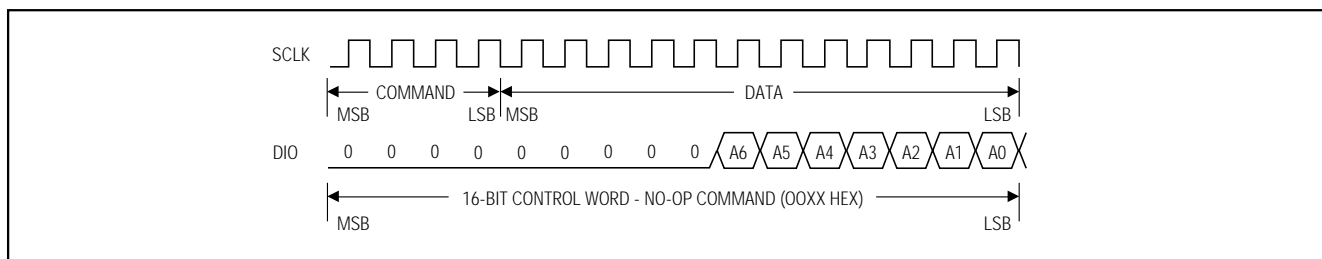 SCLK
COMMAND DATA
MSB LSB MSB LSB
DIO 0 0 0 0 0 0 0 0 0 A6 A5 A4 A3 A2 A1 A0
16-BIT CONTROL WORD - NO-OP COMMAND (OOXX HEX)
MSB LSB